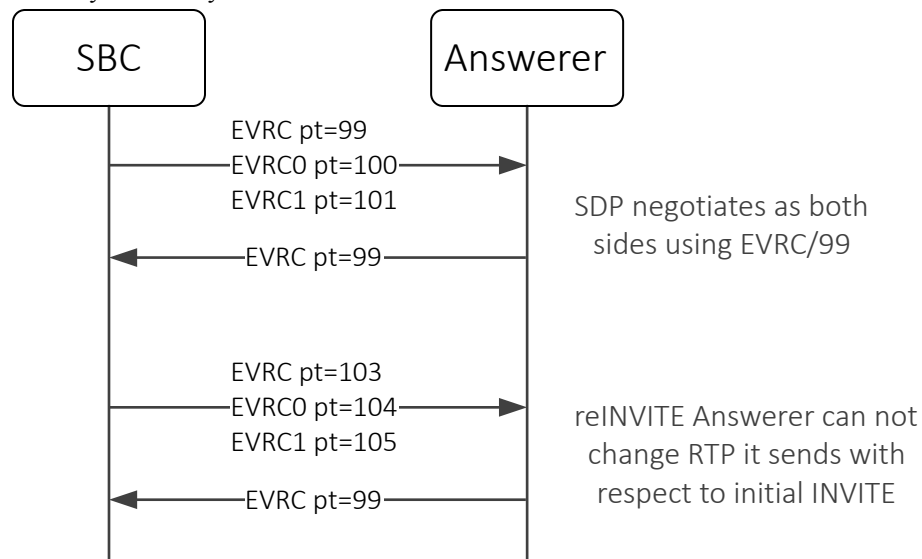 SBC
Answerer
EVRC pt=99
EVRC0 pt=100
EVRC1 pt=101
SDP negotiates as both
sides using EVRC/99
EVRC pt=99
EVRC pt=103
EVRC0 pt=104
EVRC1 pt=105
reINVITE Answerer can not
change RTP it sends with
respect to initial INVITE
EVRC pt=99